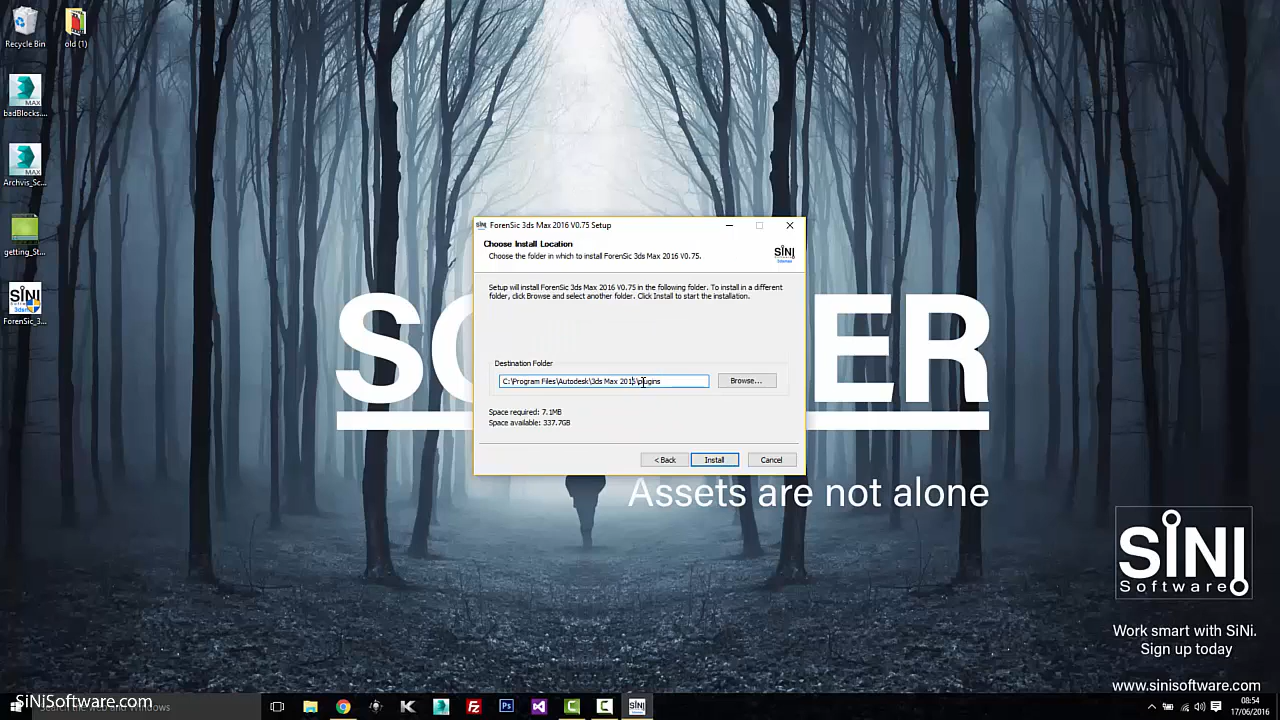 Recycle Bin
old (1)
badBlocks....
Archvis_Sc...
getting_St...
ForenSic_3...
ForenSic 3ds Max 2016 V0.75 Setup
Choose Install Location
Choose the folder in which to install ForenSic 3ds Max 2016 V0.75.
SiNi
Setup will install ForenSic 3ds Max 2016 V0.75 in the following folder. To install in a different
folder, click Browse and select another folder. Click Install to start the installation.
Destination Folder
C:\Program Files\Autodesk\3ds Max 201 \plugins
Browse...
Space required: 7.1MB
Space available: 337.7GB
< Back
Install
Cancel
Assets are not alone
SiNi
Software
Work smart with SiNi.
Sign up today
www.sinisoftware.com
SiNiSoftware.com
08:54
17/06/2016